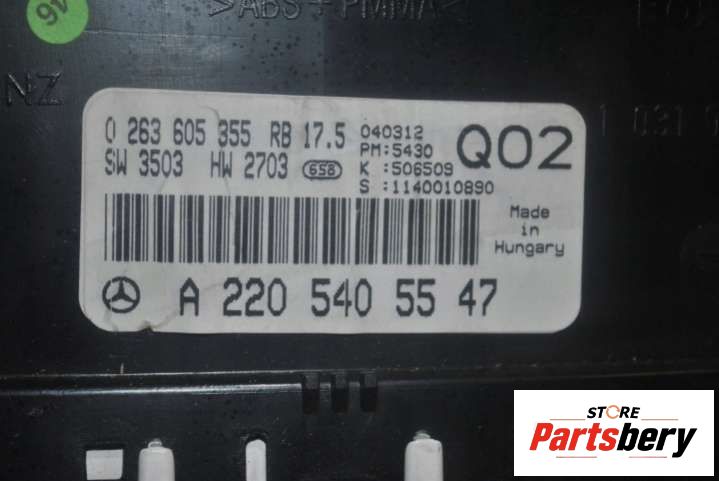 46
>ABS+PMMA<
NZ
0 263 605 355 RB 17.5
040312
SW 3503 HW 2703 658
PM:5430
K :506509
S :1140010890
Q02
Made
in
Hungary
A 220 540 55 47
STORE
Partsbery